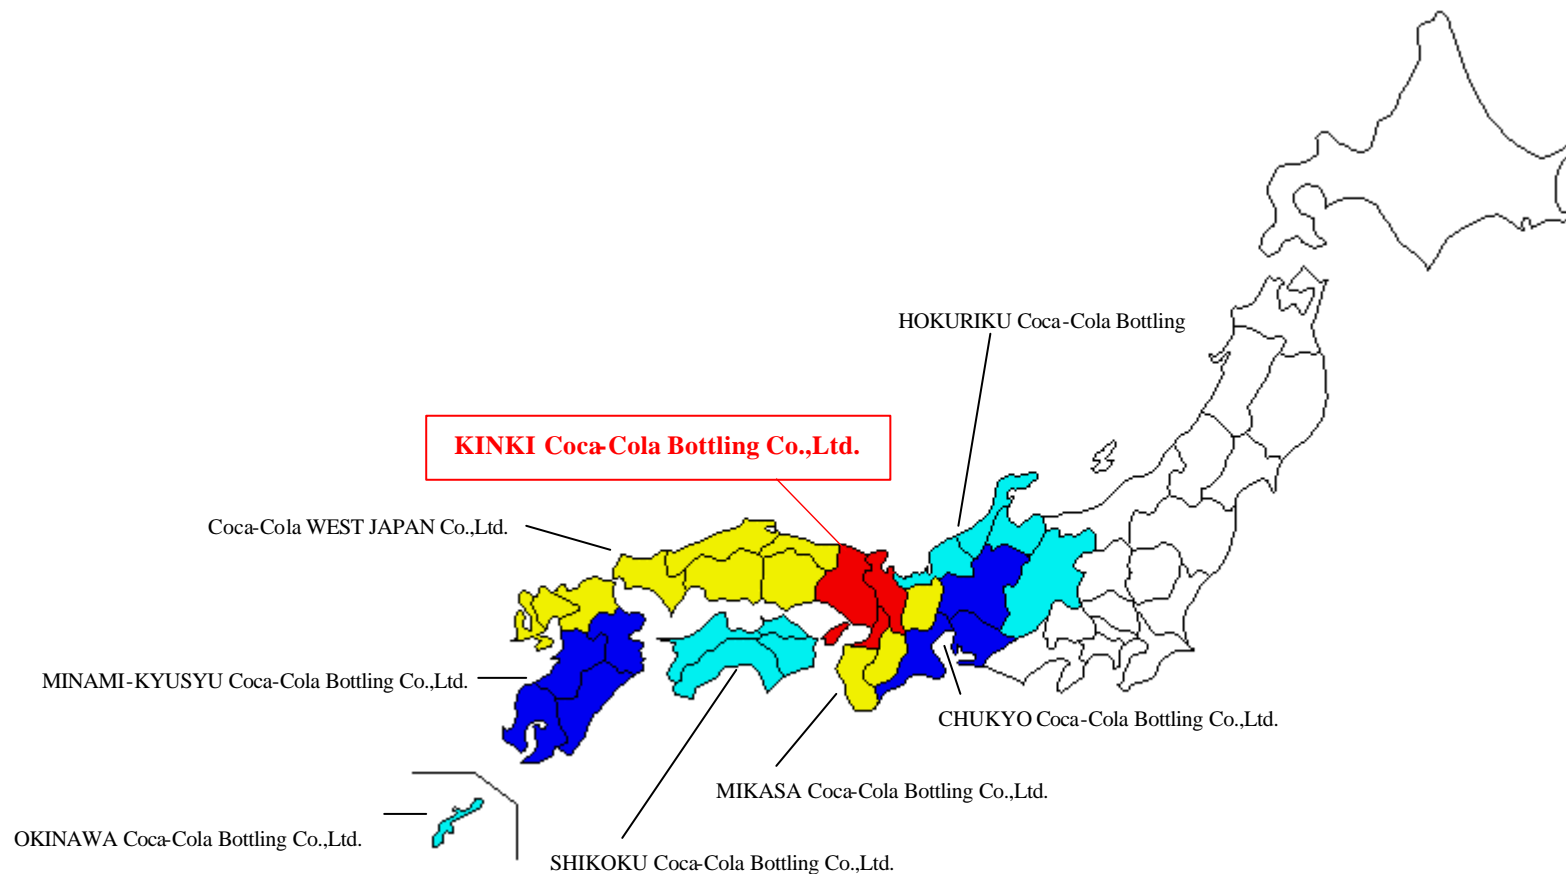 HOKURIKU Coca-Cola Bottling
KINKI Coca-Cola Bottling Co.,Ltd.
Coca-Cola WEST JAPAN Co.,Ltd.
MINAMI-KYUSYU Coca-Cola Bottling Co.,Ltd.
CHUKYO Coca-Cola Bottling Co.,Ltd.
MIKASA Coca-Cola Bottling Co.,Ltd.
OKINAWA Coca-Cola Bottling Co.,Ltd.
SHIKOKU Coca-Cola Bottling Co.,Ltd.